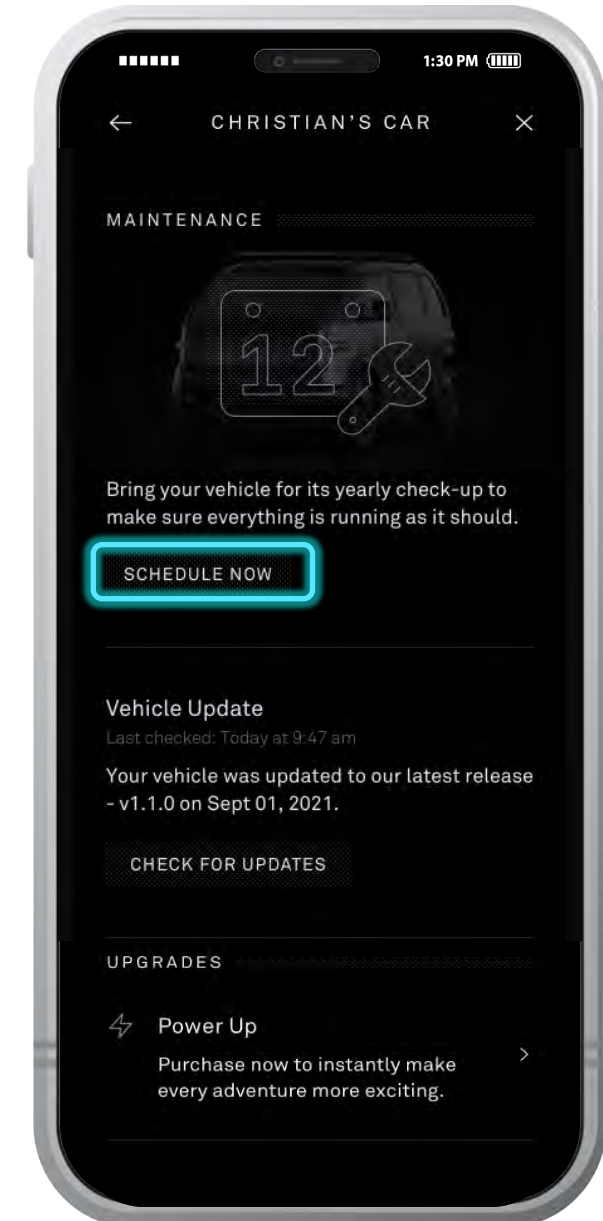 1:30 PM
CHRISTIAN'S CAR
MAINTENANCE
12
Bring your vehicle for its yearly check-up to
make sure everything is running as it should.
SCHEDULE NOW
Vehicle Update
Last checked: Today at 9:47 am
Your vehicle was updated to our latest release
- v1.1.0 on Sept 01, 2021.
CHECK FOR UPDATES
UPGRADES
Power Up
Purchase now to instantly make
every adventure more exciting.